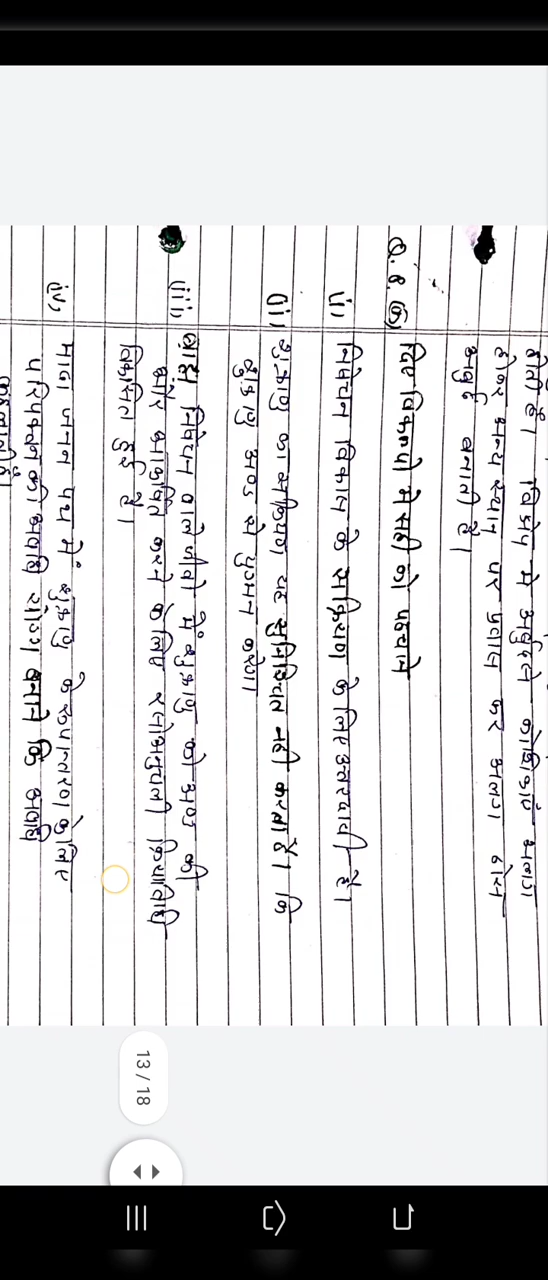 होती है। विकास में अर्बुदीय कोशिकाएं अलग
होकर अन्य स्थान पर प्रवास कर अलग ठोस
अर्बुद बनाती है।
Q.8.(क) दिए विकल्पो मे सही को पहचाने
(i) निषेचन विकास के सक्रियण के लिए उत्तरदायी है।
(ii) शुक्राणु का सक्रियण यह सुनिश्चित नही करता है। कि
शुक्राणु अण्ड से युग्मन करेगा।
(iii) बाह्य निषेचन वाले जीवो में शुक्राणु को अण्ड की
ओर आकर्षित करने के लिए रसोअनुचलनी क्रियाविधि
विकसित हुई है।
(iv) मादा जनन पथ में शुक्राणु के रूपान्तरण के लिए
परिपक्वन की अवधि योग्य बनाने कि अवधि
कहलाती है।
13/18